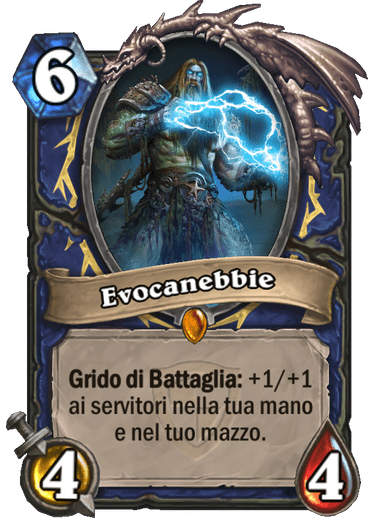 6
Evocanebbie
Grido di Battaglia: +1/+1
ai servitori nella tua mano
e nel tuo mazzo.
4
4